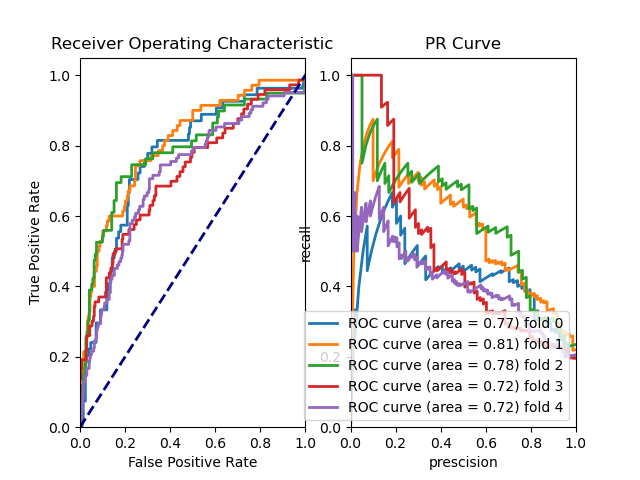 Receiver Operating Characteristic
PR Curve
True Positive Rate
1.0
0.8
0.6
0.4
0.2
0.0
0.0 0.2 0.4 0.6 0.8 1.0
False Positive Rate
recall
1.0
0.8
0.6
0.4
0.2
0.0
0.0 0.2 0.4 0.6 0.8 1.0
prescision
ROC curve (area = 0.77) fold 0
ROC curve (area = 0.81) fold 1
ROC curve (area = 0.78) fold 2
ROC curve (area = 0.72) fold 3
ROC curve (area = 0.72) fold 4